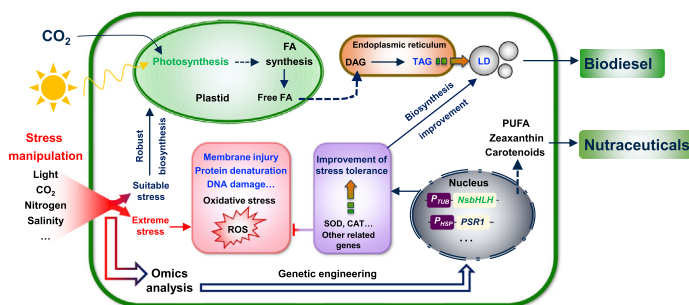 CO2
Photosynthesis
FA
synthesis
Free FA
Plastid
Endoplasmic reticulum
DAG
TAG
LD
Biodiesel
Biosynthesis
improvement
PUFA
Zeaxanthin
Carotenoids
Nutraceuticals
Stress
manipulation
Light
CO2
Nitrogen
Salinity
...
Robust
biosynthesis
Suitable
stress
Extreme
stress
Membrane injury
Protein denaturation
DNA damage...
Oxidative stress
ROS
Improvement of
stress tolerance
SOD, CAT...
Other related
genes
Nucleus
PTUB NsbHLH
PHSP PSR1
...
Omics
analysis
Genetic engineering